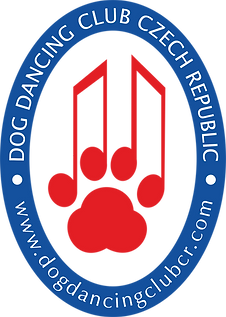 DOG DANCING CLUB CZECH REPUBLIC
www.dogdancingclubcr.com